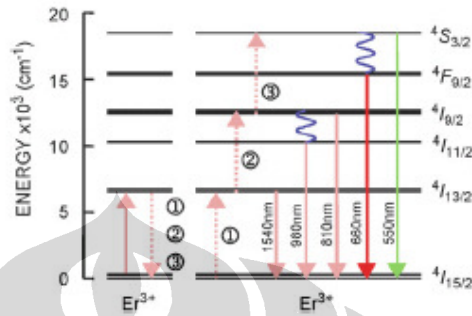 ENERGY x10³ (cm⁻¹)
20
15
10
5
0
⁴S₃/₂
⁴F₉/₂
⁴I₉/₂
⁴I₁₁/₂
⁴I₁₃/₂
⁴I₁₅/₂
③
②
①
①
②
③
1540nm
980nm
810nm
660nm
550nm
Er³⁺
Er³⁺